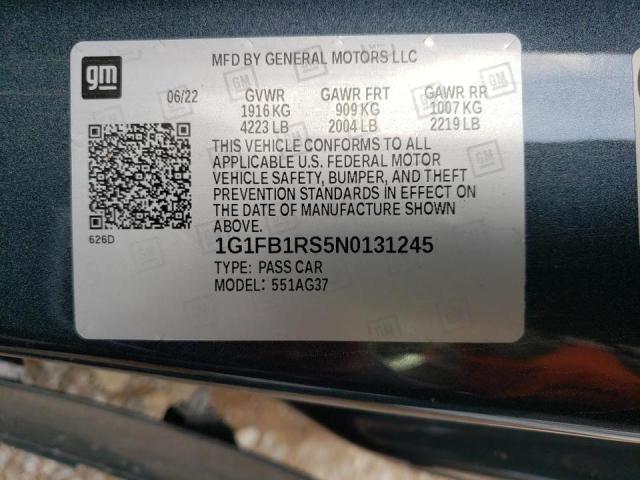 gm
MFD BY GENERAL MOTORS LLC
06/22 GVWR GAWR FRT GAWR RR
1916 KG 909 KG 1007 KG
4223 LB 2004 LB 2219 LB
THIS VEHICLE CONFORMS TO ALL
APPLICABLE U.S. FEDERAL MOTOR
VEHICLE SAFETY, BUMPER, AND THEFT
PREVENTION STANDARDS IN EFFECT ON
THE DATE OF MANUFACTURE SHOWN
ABOVE.
626D
1G1FB1RS5N0131245
TYPE: PASS CAR
MODEL: 551AG37